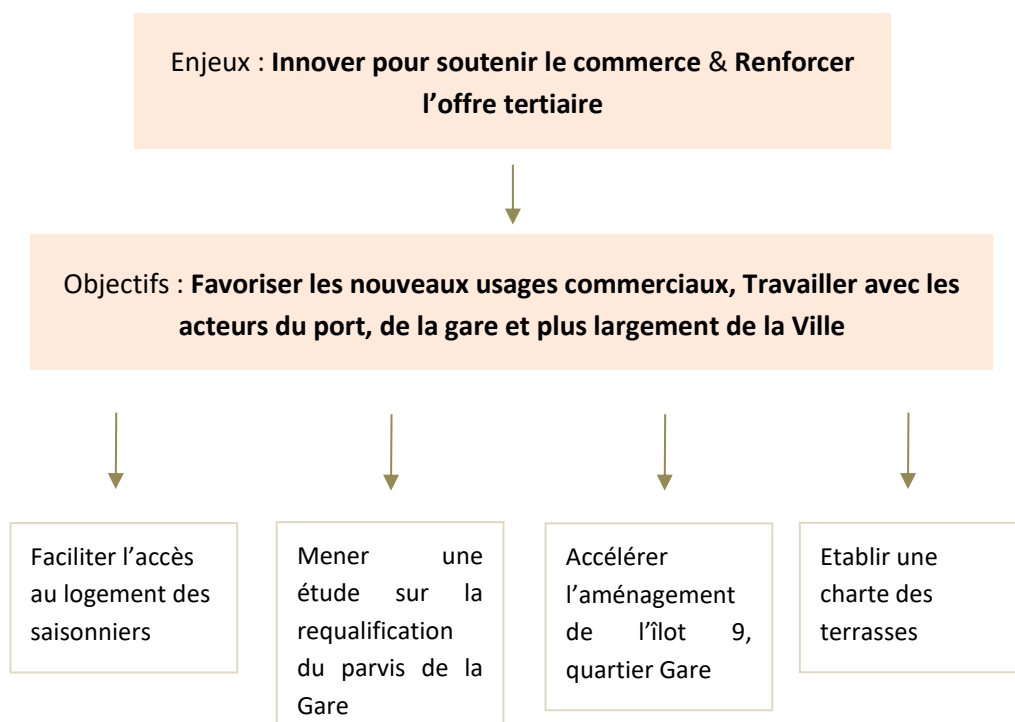 Enjeux : Innover pour soutenir le commerce & Renforcer
l’offre tertiaire
Objectifs : Favoriser les nouveaux usages commerciaux, Travailler avec les
acteurs du port, de la gare et plus largement de la Ville
Faciliter l’accès
au logement des
saisonniers
Mener une
étude sur la
requalification
du parvis de la
Gare
Accélérer
l’aménagement
de l’îlot 9,
quartier Gare
Etablir une
charte des
terrasses